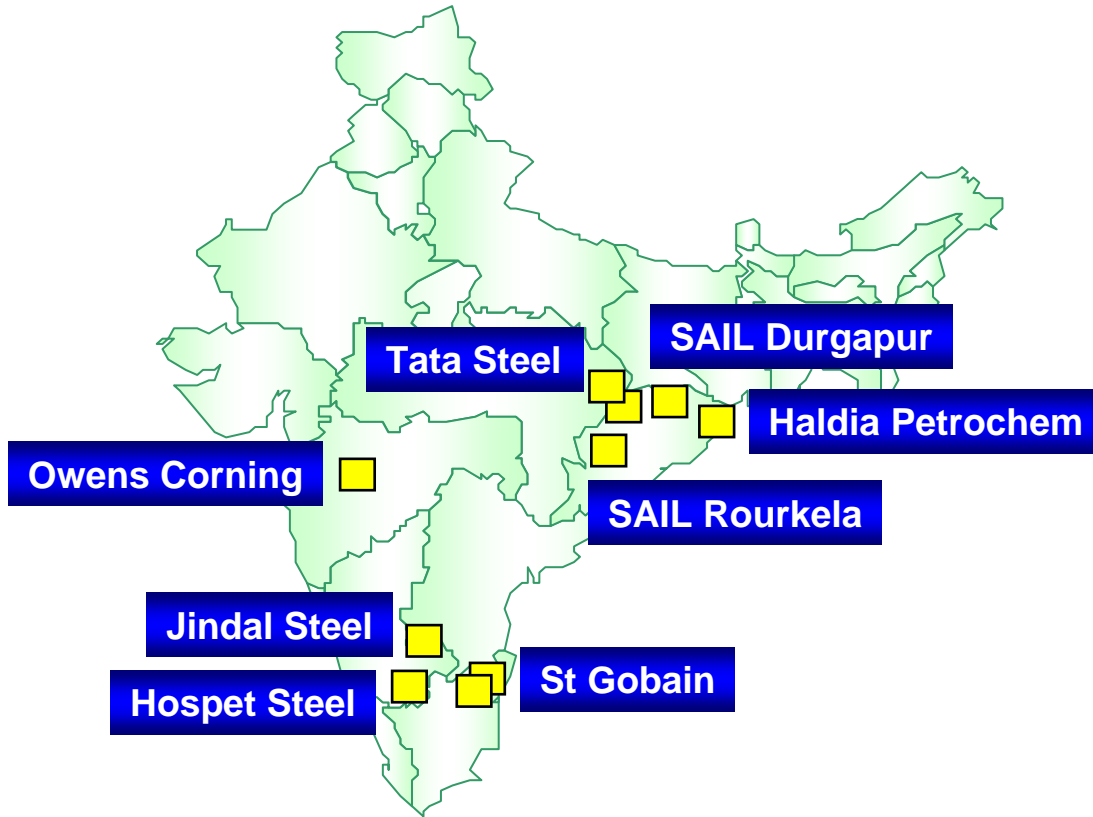 SAIL Durgapur
Tata Steel
Haldia Petrochem
Owens Corning
SAIL Rourkela
Jindal Steel
St Gobain
Hospet Steel